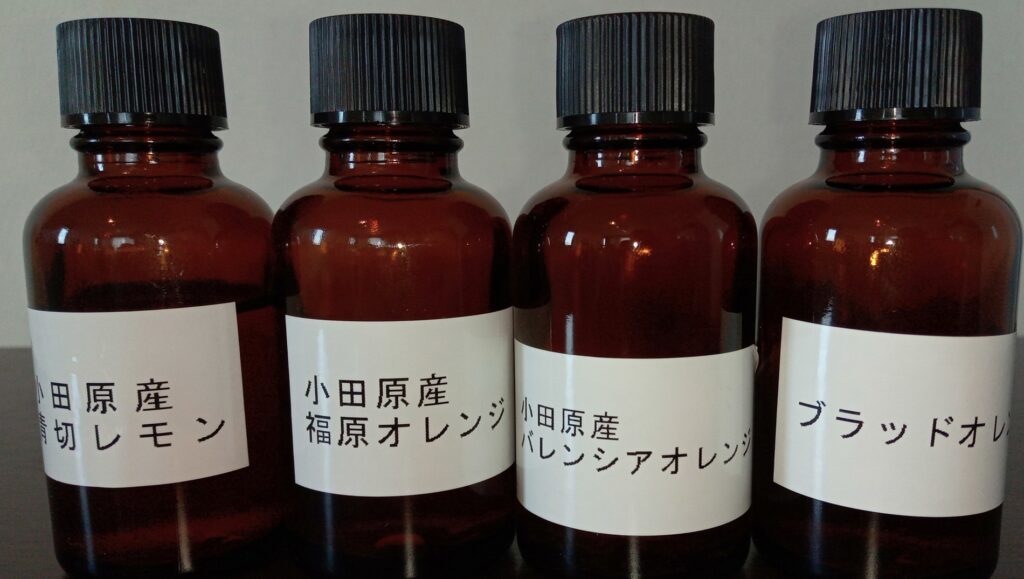 小田原産
青切レモン
小田原産
福原オレンジ
小田原産
バレンシアオレンジ
ブラッドオレン